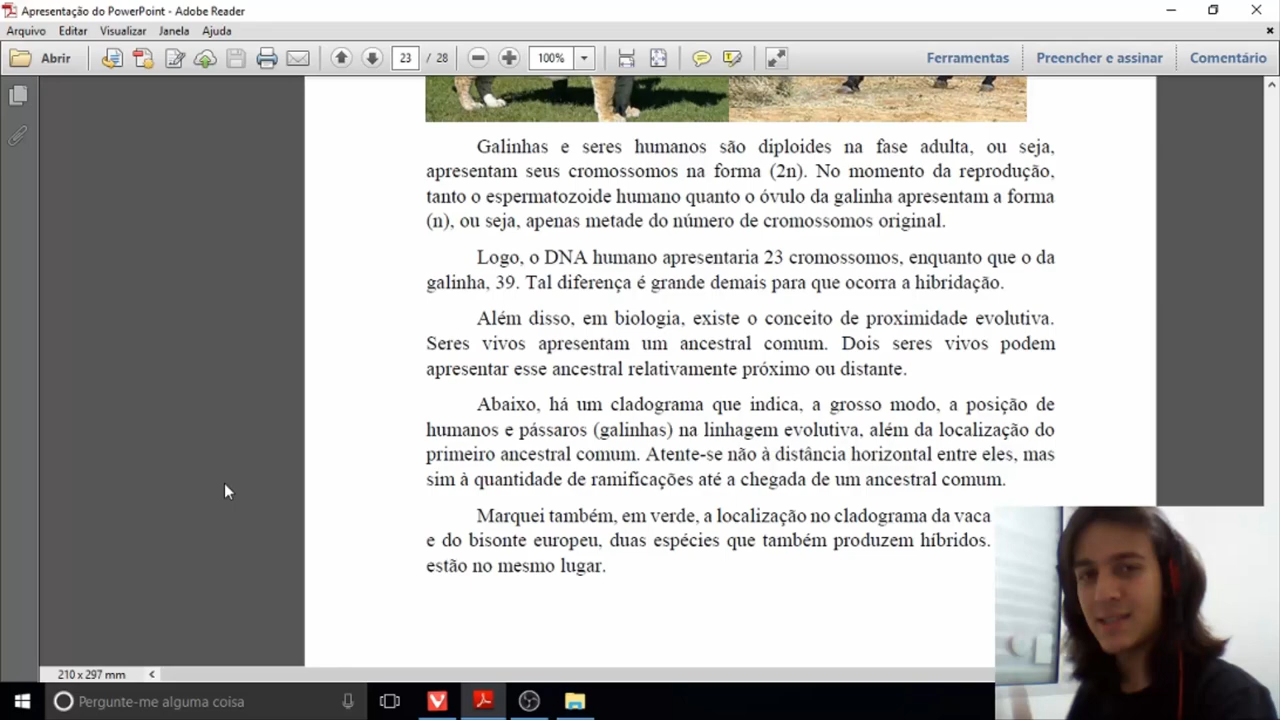 Apresentação do PowerPoint - Adobe Reader
Arquivo Editar Visualizar Janela Ajuda
Abrir 23 / 28 100% Ferramentas Preencher e assinar Comentário
Galinhas e seres humanos são diploides na fase adulta, ou seja,
apresentam seus cromossomos na forma (2n). No momento da reprodução,
tanto o espermatozoide humano quanto o óvulo da galinha apresentam a forma
(n), ou seja, apenas metade do número de cromossomos original.
Logo, o DNA humano apresentaria 23 cromossomos, enquanto que o da
galinha, 39. Tal diferença é grande demais para que ocorra a hibridação.
Além disso, em biologia, existe o conceito de proximidade evolutiva.
Seres vivos apresentam um ancestral comum. Dois seres vivos podem
apresentar esse ancestral relativamente próximo ou distante.
Abaixo, há um cladograma que indica, a grosso modo, a posição de
humanos e pássaros (galinhas) na linhagem evolutiva, além da localização do
primeiro ancestral comum. Atente-se não à distância horizontal entre eles, mas
sim à quantidade de ramificações até a chegada de um ancestral comum.
Marquei também, em verde, a localização no cladograma da vaca
e do bisonte europeu, duas espécies que também produzem híbridos.
estão no mesmo lugar.
210 x 297 mm
Pergunte-me alguma coisa